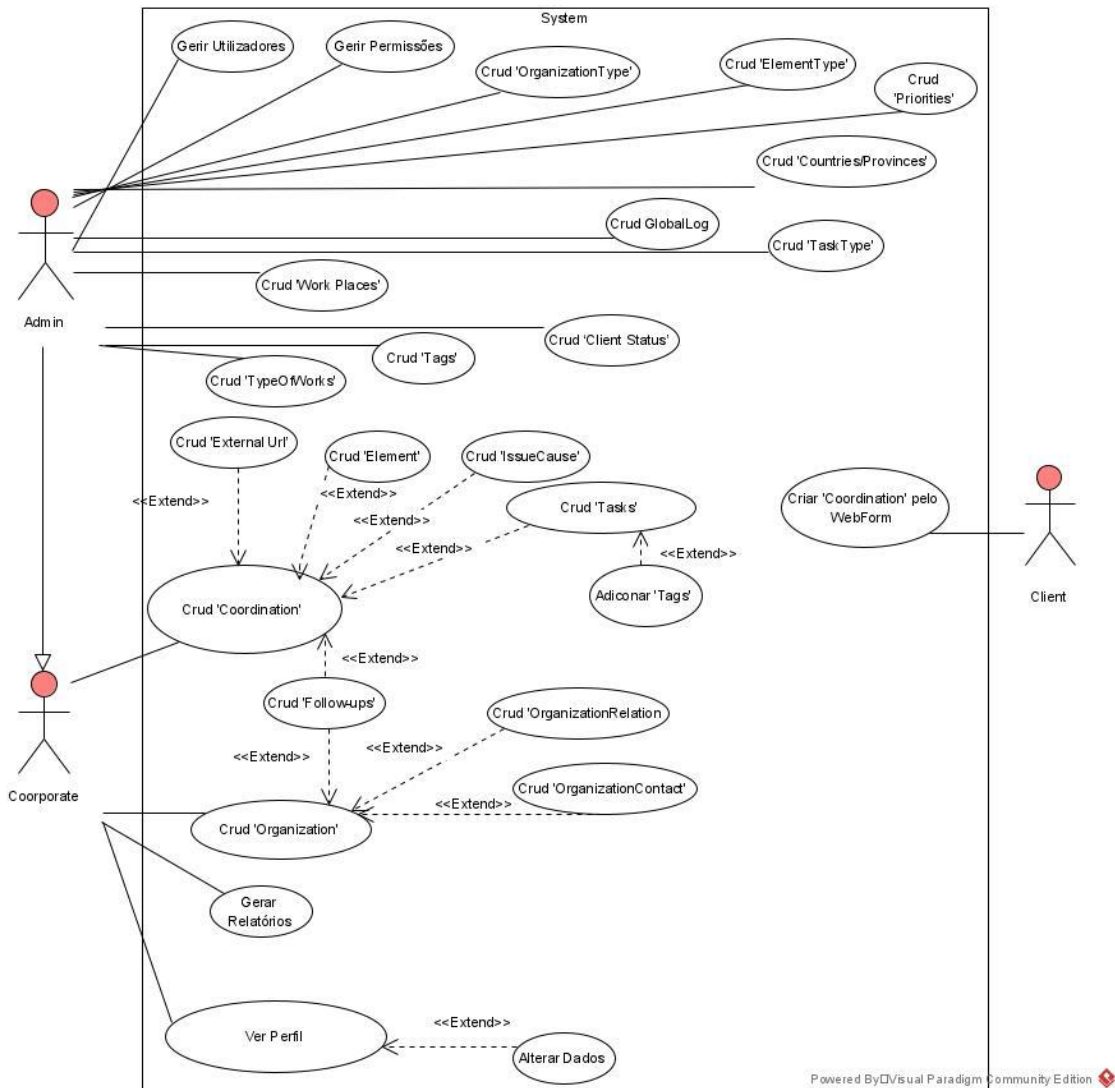 System
Gerir Utilizadores
Gerir Permissões
Crud 'OrganizationType'
Crud 'ElementType'
Crud
'Priorities'
Crud 'Countries/Provinces'
Crud GlobalLog
Crud 'TaskType'
Crud 'Work Places'
Admin
Crud 'Client Status'
Crud 'Tags'
Crud 'TypeOfWorks'
Crud 'External Url'
Crud 'Element'
Crud 'IssueCause'
<<Extend>>
<<Extend>>
Crud 'Tasks'
Criar 'Coordination' pelo
WebForm
<<Extend>>
<<Extend>>
<<Extend>>
Adiconar 'Tags'
Client
Crud 'Coordination'
<<Extend>>
Crud 'Follow-ups'
Crud 'OrganizationRelation
<<Extend>>
<<Extend>>
Coorporate
Crud 'OrganizationContact'
<<Extend>>
Crud 'Organization'
Gerar
Relatórios
<<Extend>>
Ver Perfil
Alterar Dados
Powered By Visual Paradigm Community Edition